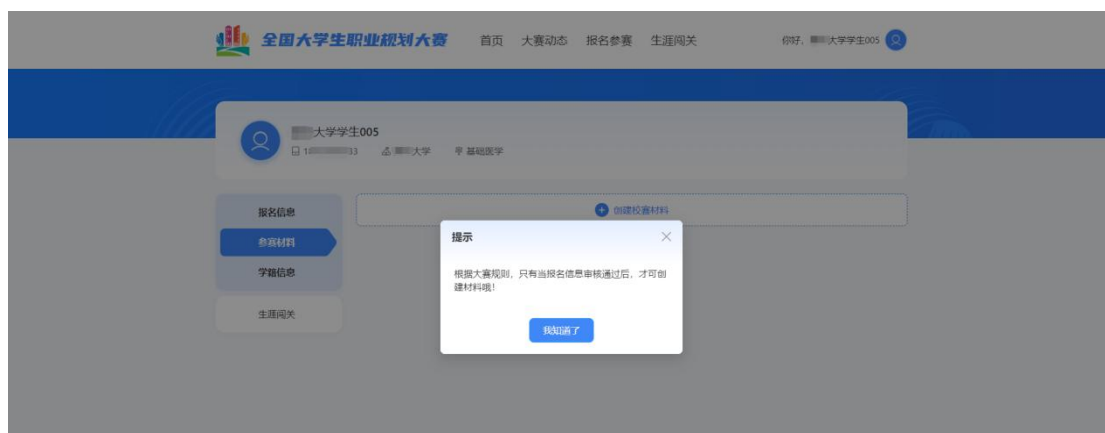 全国大学生职业规划大赛 首页 大赛动态 报名参赛 生涯闯关 你好, 大学学生005
大学学生005
1 33 大学 基础医学
报名信息
创建校赛材料
参赛材料
提示
学籍信息
根据大赛规则,只有当报名信息审核通过后,才可创
建材料哦!
生涯闯关
我知道了